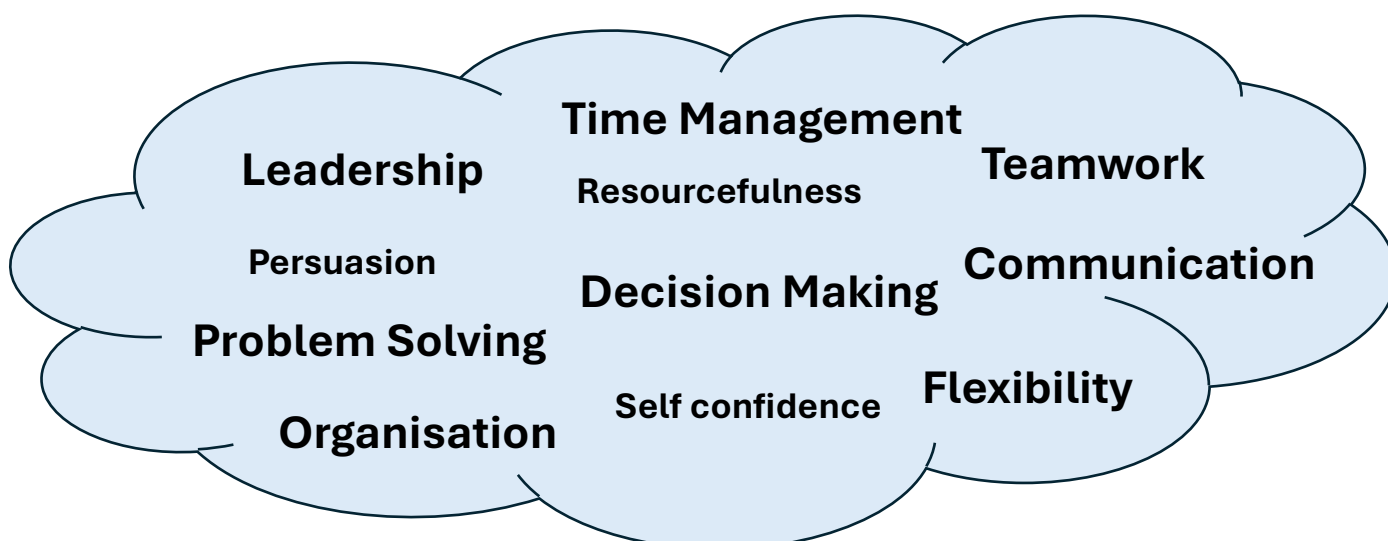 Time Management
Leadership
Teamwork
Resourcefulness
Persuasion
Communication
Decision Making
Problem Solving
Flexibility
Self confidence
Organisation